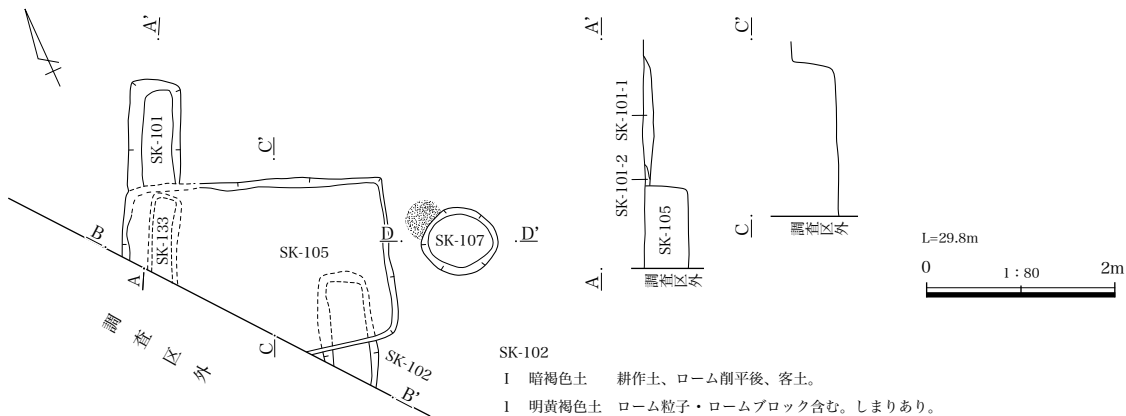 A'
A'
C'
SK-101
SK-101-1
C'
SK-101-2
SK-133
B
D
SK-107
D'
SK-105
SK-105
A
C
調査区外
L=29.8m
調査区外
0
1：80
2m
A
調査区外
C
SK-102
B'
SK-102
I 暗褐色土 耕作土、ローム削平後、客土。
1 明黄褐色土 ローム粒子・ロームブロック含む。しまりあり。